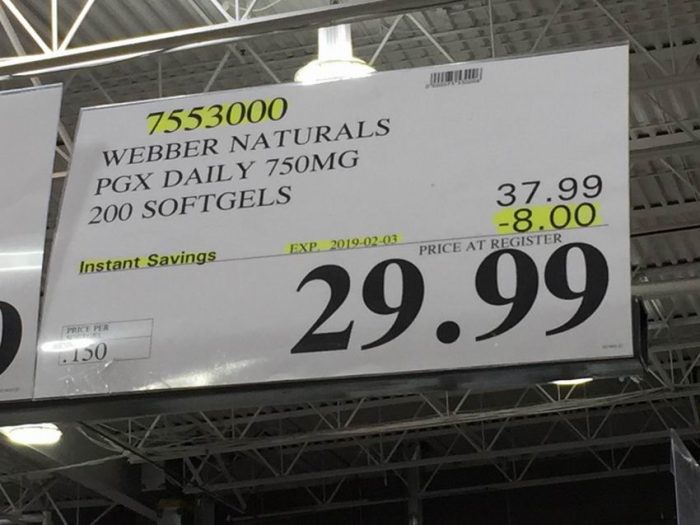 7553000
WEBBER NATURALS
PGX DAILY 750MG
200 SOFTGELS
37.99
-8.00
Instant Savings
EXP. 2019-02-03
PRICE AT REGISTER
29.99
PRICE PER
.150